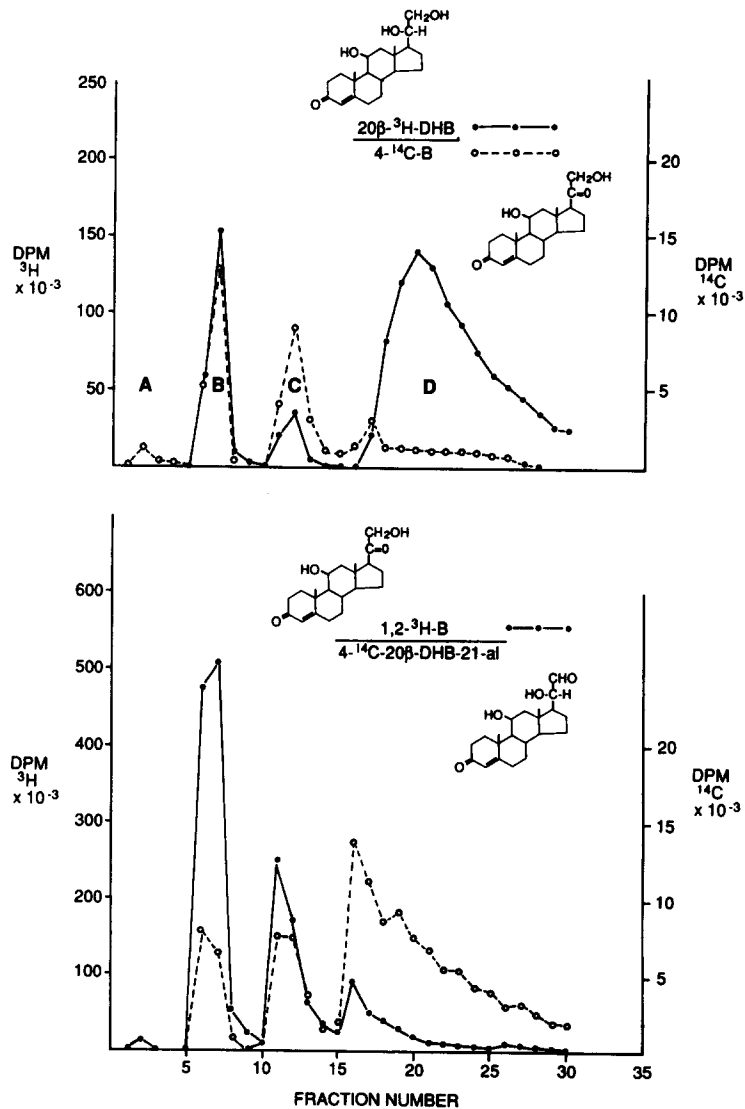 CH₂OH
HO-C-H
HO
O
250
200
150
100
50
DPM
³H
x 10⁻³
20β-³H-DHB
4-¹⁴C-B
CH₂OH
C=O
HO
O
20
15
10
5
DPM
¹⁴C
x 10⁻³
A
B
C
D
CH₂OH
C=O
HO
O
600
500
400
300
200
100
DPM
³H
x 10⁻³
1,2-³H-B
4-¹⁴C-20β-DHB-21-al
CHO
HO-C-H
HO
O
20
15
10
5
DPM
¹⁴C
x 10⁻³
5 10 15 20 25 30 35
FRACTION NUMBER